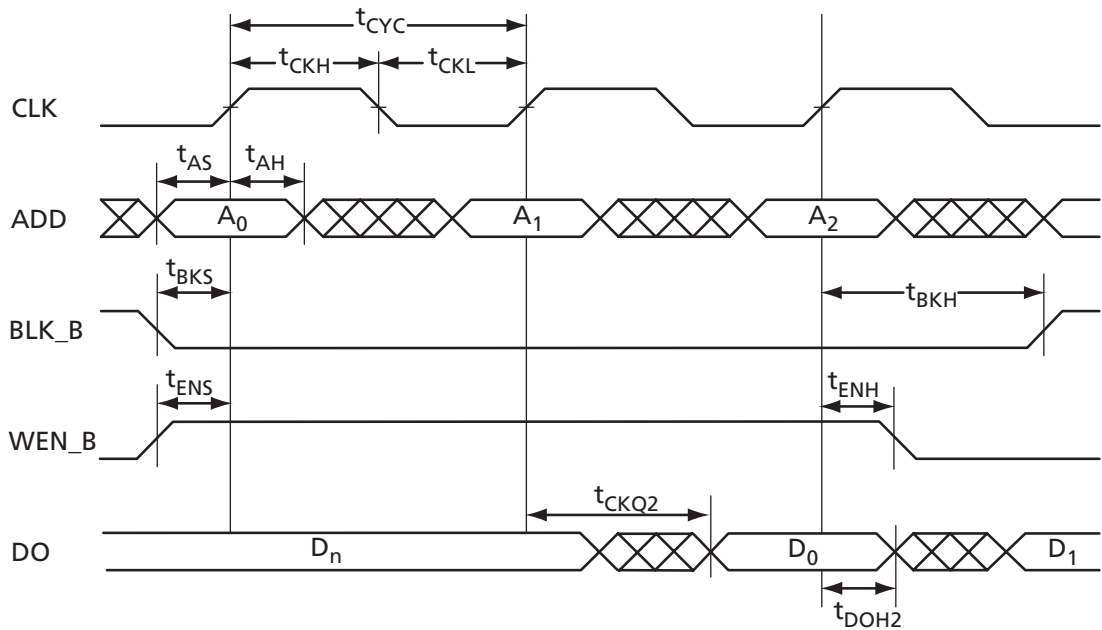 tCYC
tCKH tCKL
CLK
tAS tAH
ADD A0 A1 A2
tBKS tBKH
BLK_B
tENS tENH
WEN_B
tCKQ2
DO Dn D0 D1
tDOH2